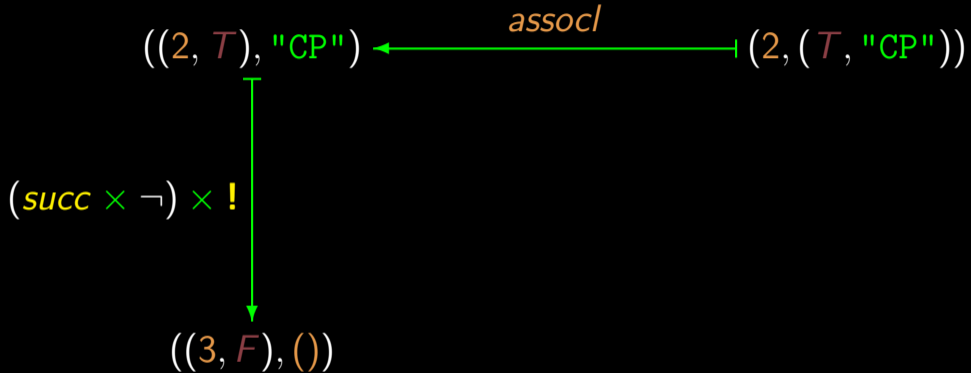 assocl
((2, T), "CP") (2, (T, "CP"))
(succ × ¬) × !
((3, F), ())